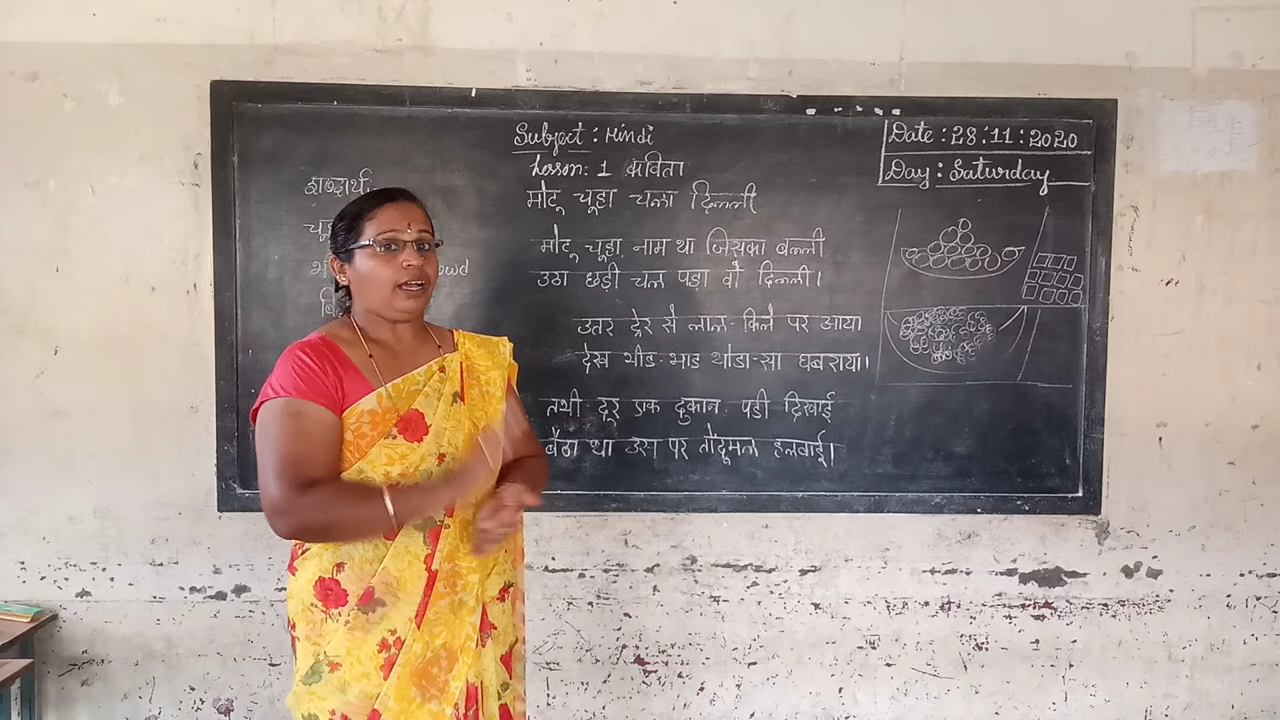 Subject: Hindi
Date: 28:11:2020
Lesson: 1 कविता
Day: Saturday
शब्दार्थ:
मोटू चूहा चला दिल्ली
मोटू चूहा नाम था जिसका बल्ली
उठा छड़ी चल पड़ा वो दिल्ली।
उतर ट्रेन से लाल-किले पर आया
देख भीड-भाड थोडा-सा घबराया।
तभी दूर एक दुकान पडी दिखाई
बैठा था उस पर तोंदूमल हलवाई।